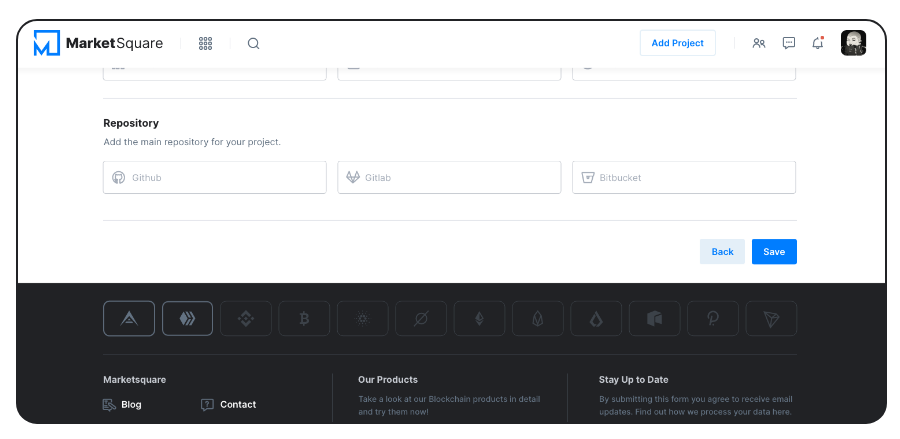 MarketSquare
Add Project
Repository
Add the main repository for your project.
Github
Gitlab
Bitbucket
Back
Save
Marketsquare
Our Products
Stay Up to Date
Blog
Contact
Take a look at our Blockchain products in detail
and try them now!
By submitting this form you agree to receive email
updates. Find out how we process your data here.